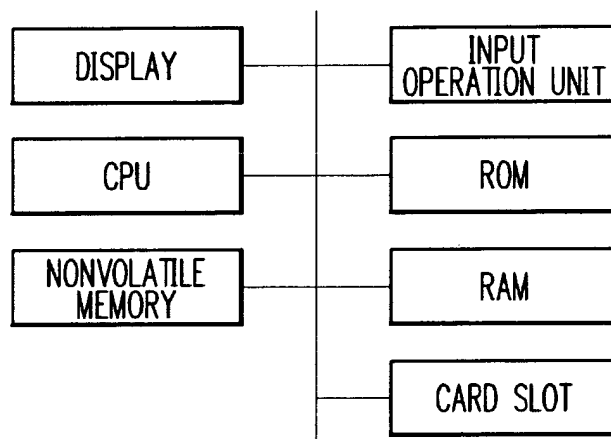 DISPLAY
INPUT
OPERATION UNIT
CPU
ROM
NONVOLATILE
MEMORY
RAM
CARD SLOT